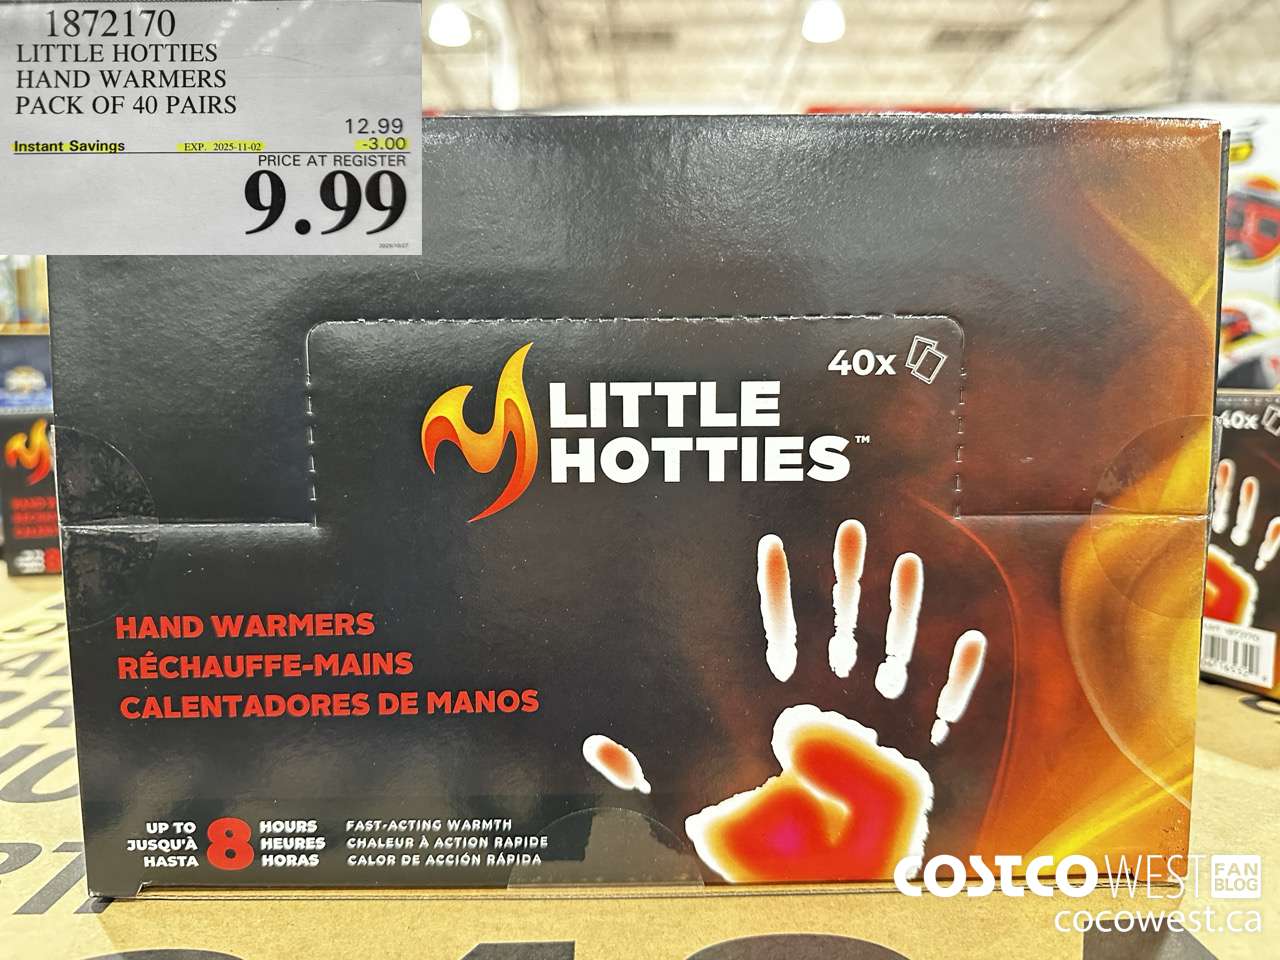 1872170
LITTLE HOTTIES
HAND WARMERS
PACK OF 40 PAIRS
12.99
Instant Savings EXP. 2025-11-02 -3.00
PRICE AT REGISTER
9.99
40x
LITTLE
HOTTIES™
HAND WARMERS
RÉCHAUFFE-MAINS
CALENTADORES DE MANOS
UP TO
JUSQU'À
HASTA
8
HOURS
HEURES
HORAS
FAST-ACTING WARMTH
CHALEUR À ACTION RAPIDE
CALOR DE ACCIÓN RÁPIDA
40x
COSTCO WEST FAN BLOG
cocowest.ca